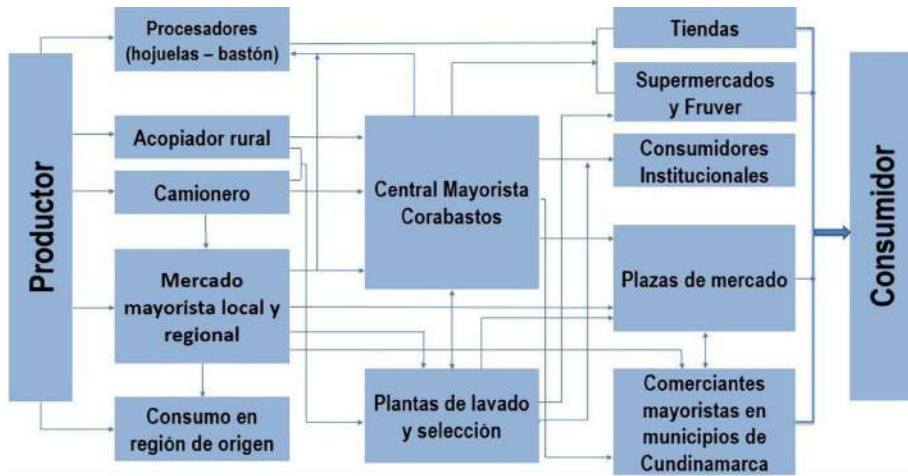 Productor
Procesadores
(hojuelas – bastón)
Acopiador rural
Camionero
Mercado
mayorista local y
regional
Consumo en
región de origen
Central Mayorista
Corabastos
Plantas de lavado
y selección
Tiendas
Supermercados
y Fruver
Consumidores
Institucionales
Plazas de mercado
Comerciantes
mayoristas en
municipios de
Cundinamarca
Consumidor